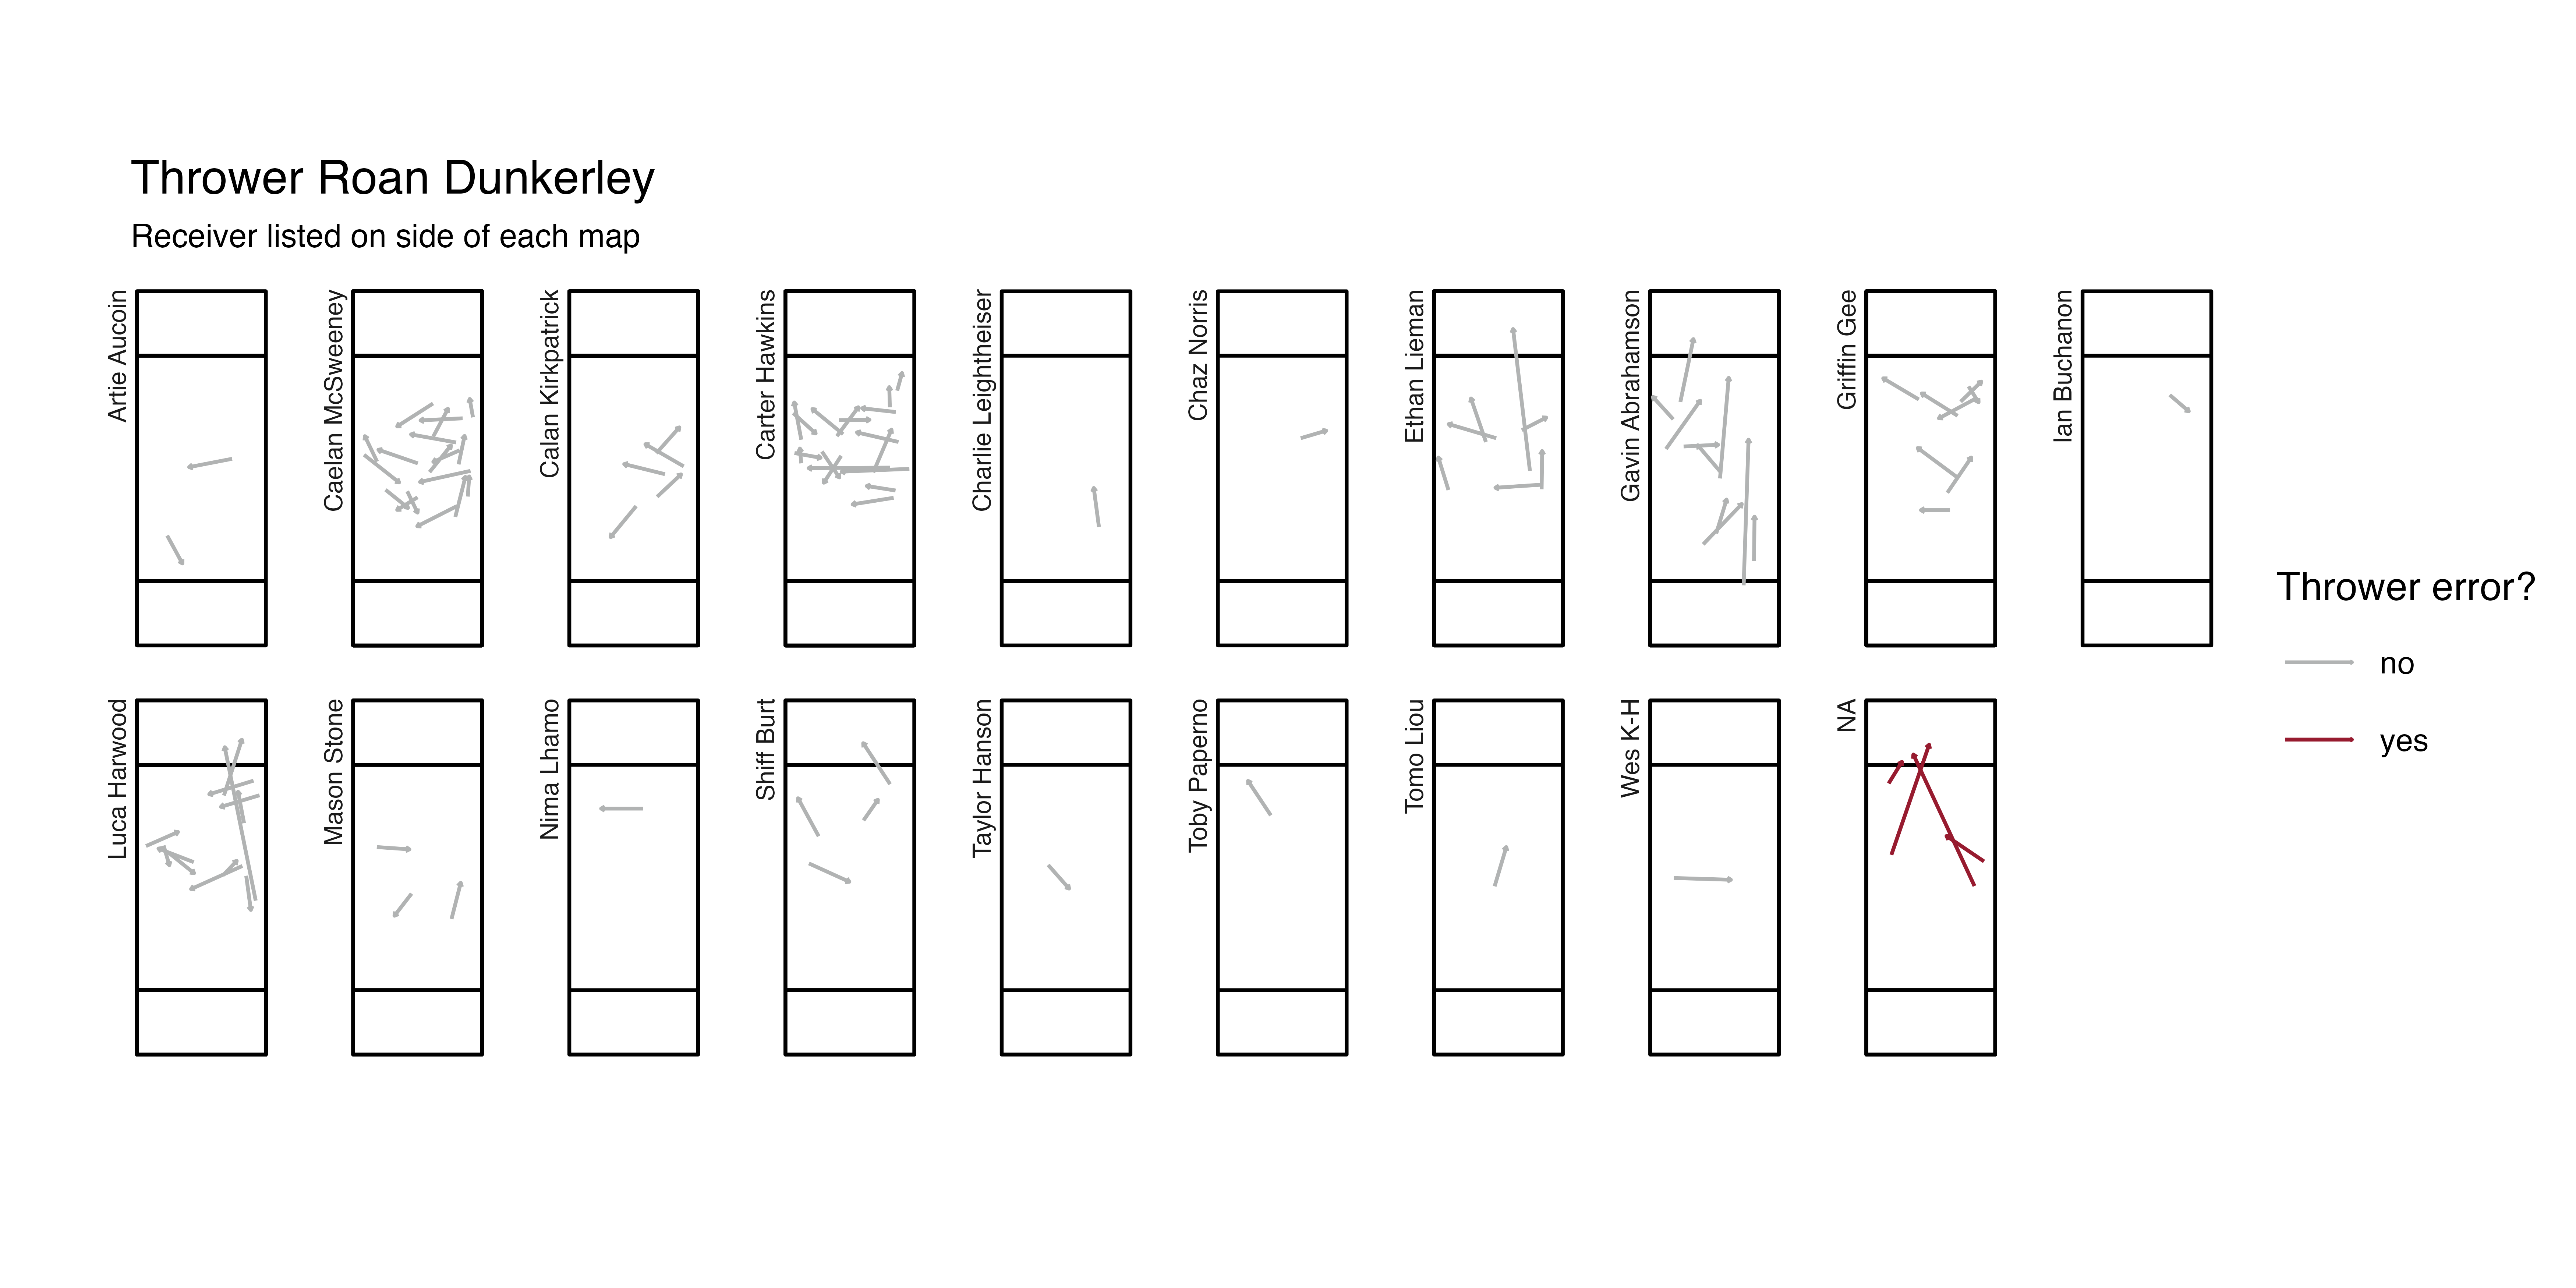 Thrower Roan Dunkerley
Receiver listed on side of each map
Artie Aucoin
Caelan McSweeney
Calan Kirkpatrick
Carter Hawkins
Charlie Leightheiser
Chaz Norris
Ethan Lieman
Gavin Abrahamson
Griffin Gee
Ian Buchanon
Luca Harwood
Mason Stone
Nima Lhamo
Shiff Burt
Taylor Hanson
Toby Paperno
Tomo Liou
Wes K-H
NA
Thrower error?
no
yes